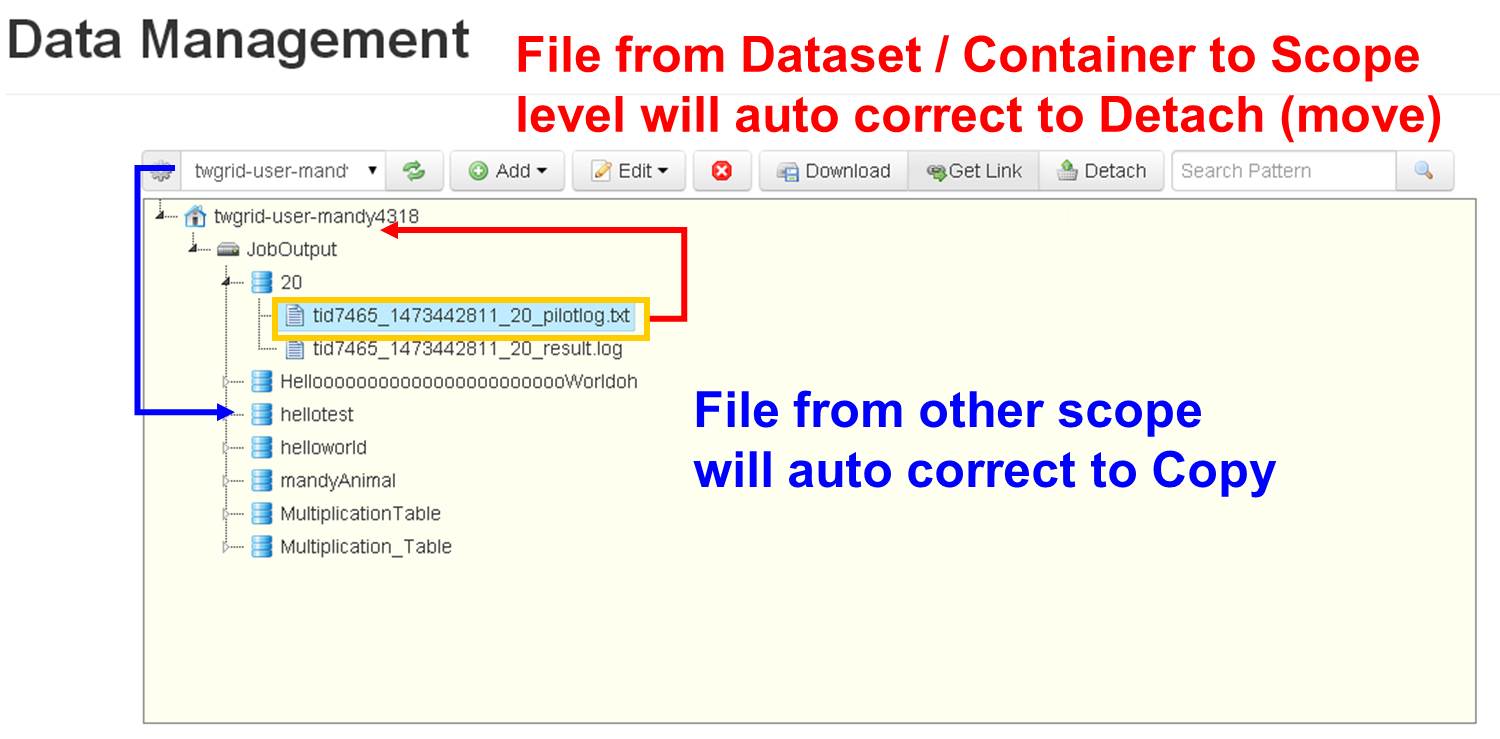 Data Management
File from Dataset / Container to Scope
level will auto correct to Detach (move)
twgrid-user-mand Add Edit Download Get Link Detach Search Pattern
twgrid-user-mandy4318
JobOutput
20
tid7465_1473442811_20_pilotlog.txt
tid7465_1473442811_20_result.log
HelloooooooooooooooooooooooooWorldoh
hellotest
helloworld
mandyAnimal
MultiplicationTable
Multiplication_Table
File from other scope
will auto correct to Copy